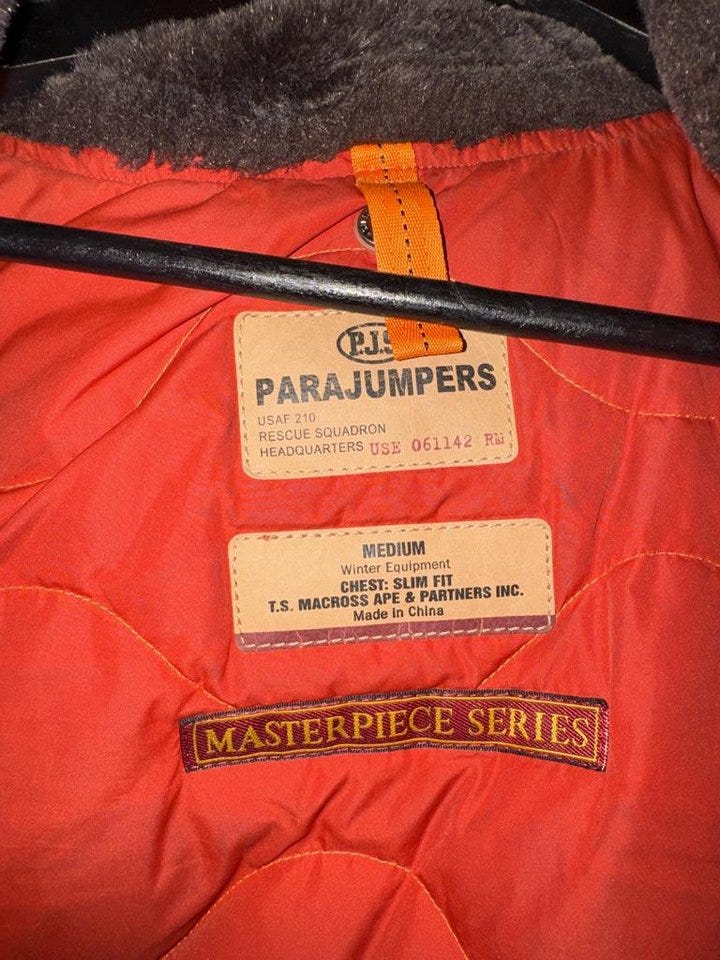 P.J.S
PARAJUMPERS
USAF 210
RESCUE SQUADRON
HEADQUARTERS USE 061142 RM
MEDIUM
Winter Equipment
CHEST: SLIM FIT
T.S. MACROSS APE & PARTNERS INC.
Made in China
MASTERPIECE SERIES